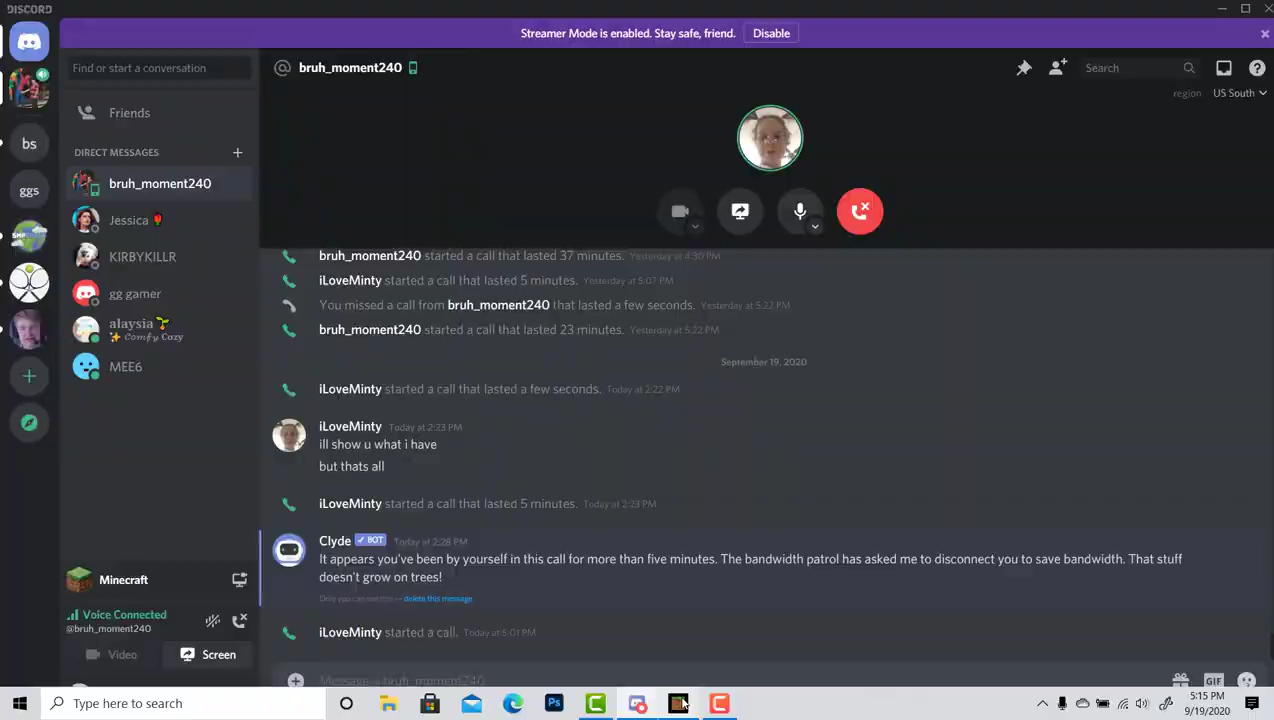 DISCORD
Streamer Mode is enabled. Stay safe, friend. Disable
Find or start a conversation
bruh_moment240
Search
region US South
Friends
DIRECT MESSAGES
bs
bruh_moment240
ggs
Jessica
KIRBYKILLR
gg gamer
alaysia
Comfy Cozy
MEE6
bruh_moment240 started a call that lasted 37 minutes. Yesterday at 4:30 PM
iLoveMinty started a call that lasted 5 minutes. Yesterday at 5:07 PM
You missed a call from bruh_moment240 that lasted a few seconds. Yesterday at 5:22 PM
bruh_moment240 started a call that lasted 23 minutes. Yesterday at 5:22 PM
September 19, 2020
iLoveMinty started a call that lasted a few seconds. Today at 2:22 PM
iLoveMinty Today at 2:23 PM
ill show u what i have
but thats all
iLoveMinty started a call that lasted 5 minutes. Today at 2:23 PM
Clyde BOT Today at 2:28 PM
It appears you've been by yourself in this call for more than five minutes. The bandwidth patrol has asked me to disconnect you to save bandwidth. That stuff
doesn't grow on trees!
Only you can see this — delete this message
iLoveMinty started a call. Today at 5:01 PM
Minecraft
Voice Connected
@bruh_moment240
Video Screen
Message @bruh_moment240
GIF
Type here to search
Ps
5:15 PM
9/19/2020